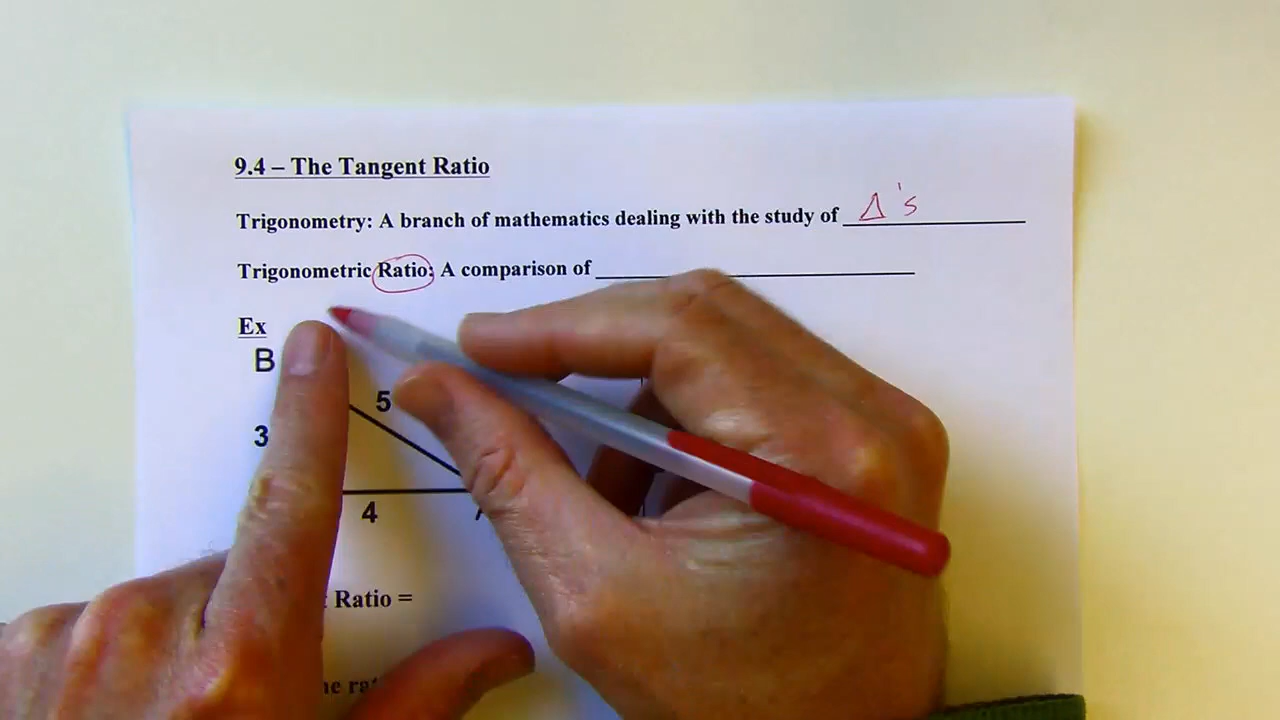 9.4 – The Tangent Ratio
Trigonometry: A branch of mathematics dealing with the study of Δ's
Trigonometric Ratio: A comparison of
Ex
B
5
3
4
Ratio =